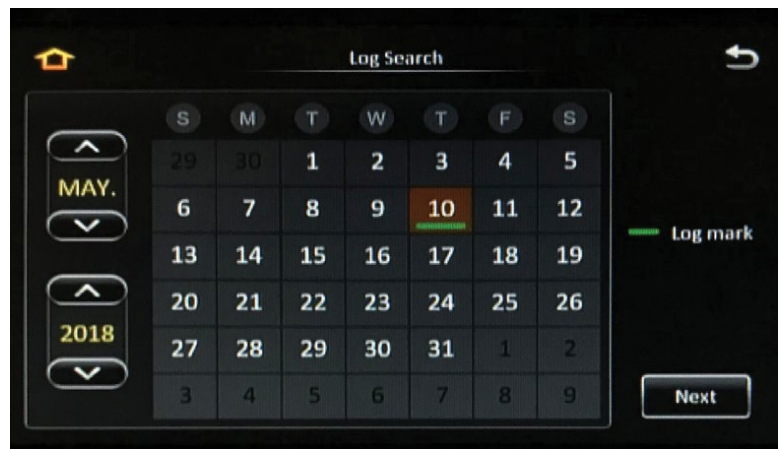 Log Search
S M T W T F S
29 30 1 2 3 4 5
MAY.
6 7 8 9 10 11 12
Log mark
13 14 15 16 17 18 19
20 21 22 23 24 25 26
2018
27 28 29 30 31 1 2
3 4 5 6 7 8 9
Next